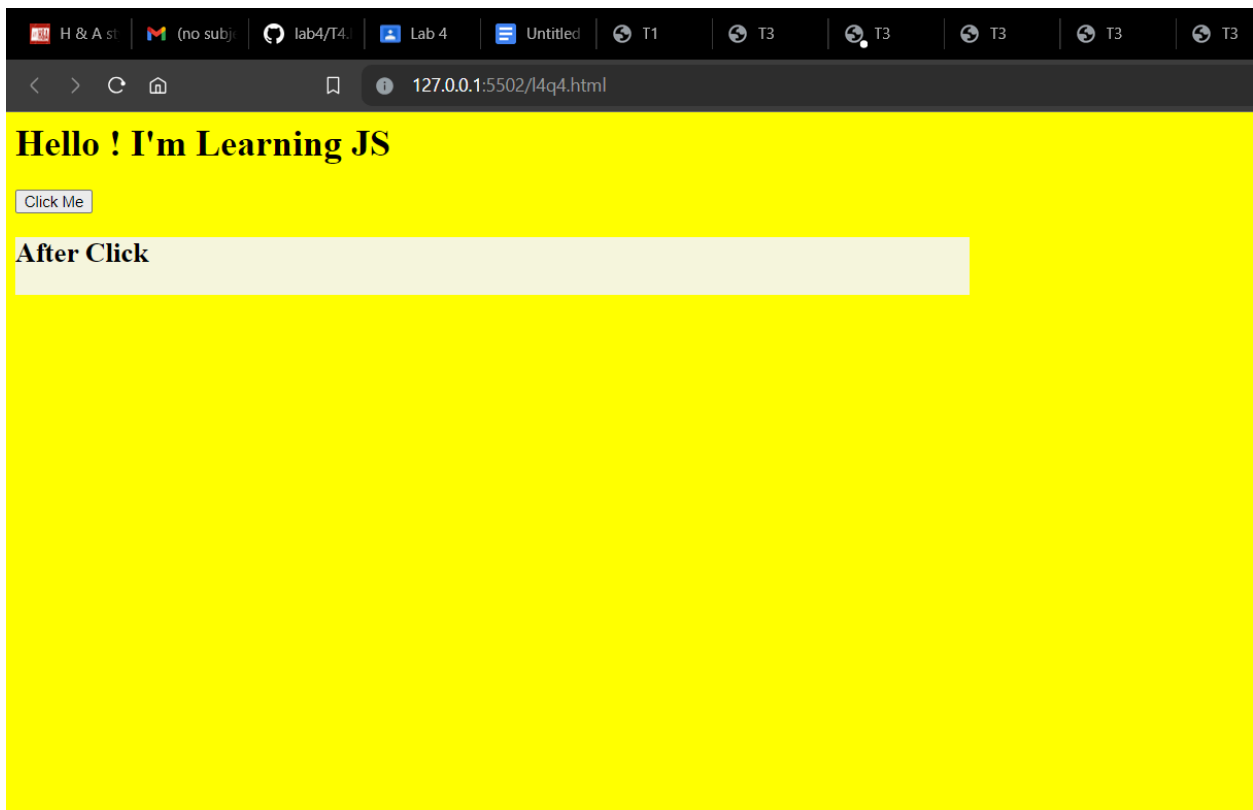 H & A st
(no subje
lab4/T4.
Lab 4
Untitled
T1
T3
T3
T3
T3
T3
127.0.0.1:5502/l4q4.html
Hello ! I'm Learning JS
Click Me
After Click